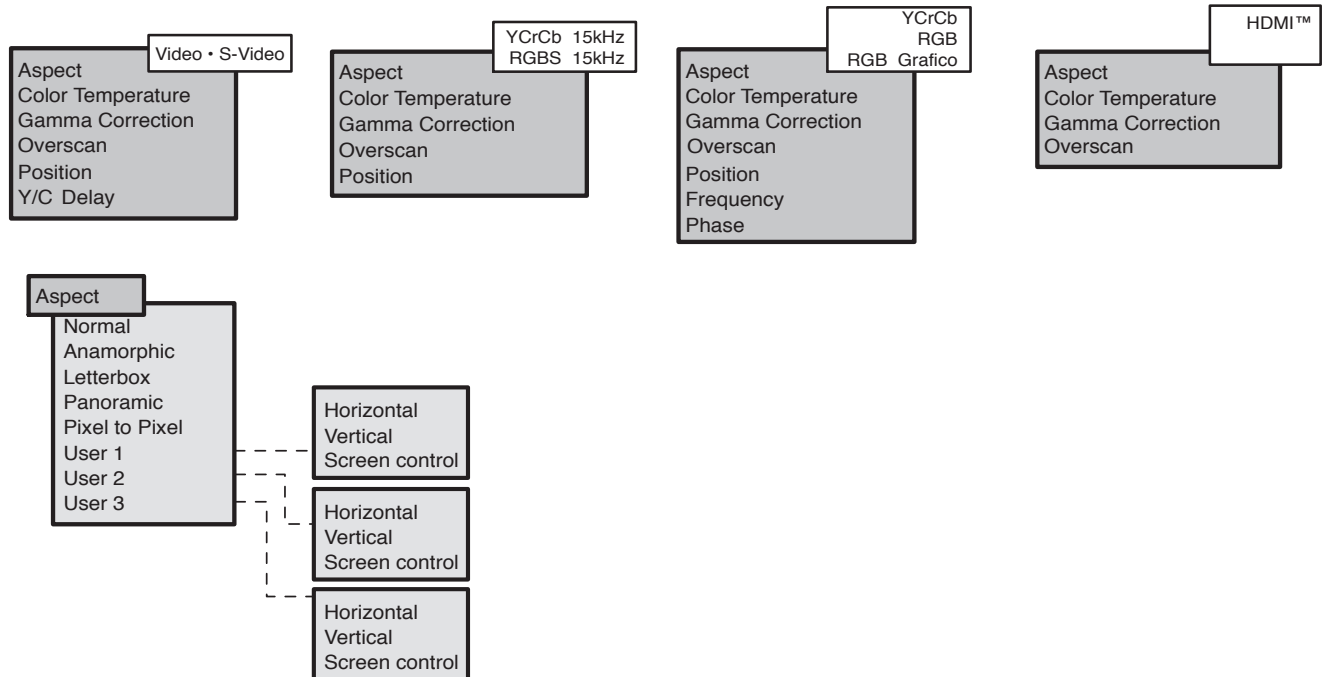 Video • S-Video
Aspect
Color Temperature
Gamma Correction
Overscan
Position
Y/C Delay
YCrCb 15kHz
RGBS 15kHz
Aspect
Color Temperature
Gamma Correction
Overscan
Position
YCrCb
RGB
RGB Grafico
Aspect
Color Temperature
Gamma Correction
Overscan
Position
Frequency
Phase
HDMI™
Aspect
Color Temperature
Gamma Correction
Overscan
Aspect
Normal
Anamorphic
Letterbox
Panoramic
Pixel to Pixel
User 1
User 2
User 3
Horizontal
Vertical
Screen control
Horizontal
Vertical
Screen control
Horizontal
Vertical
Screen control